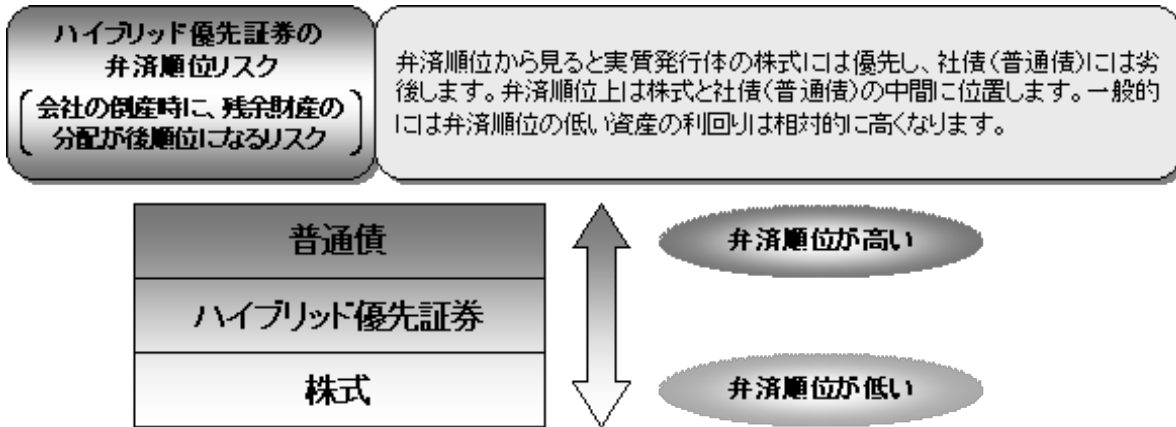 ハイブリッド優先証券の
弁済順位リスク
会社の倒産時に、残余財産の
分配が後順位になるリスク
弁済順位から見ると実質発行体の株式には優先し、社債(普通債)には劣
後します。弁済順位上は株式と社債(普通債)の中間に位置します。一般的
には弁済順位の低い資産の利回りは相対的に高くなります。
普通債
弁済順位が高い
ハイブリッド優先証券
株式
弁済順位が低い